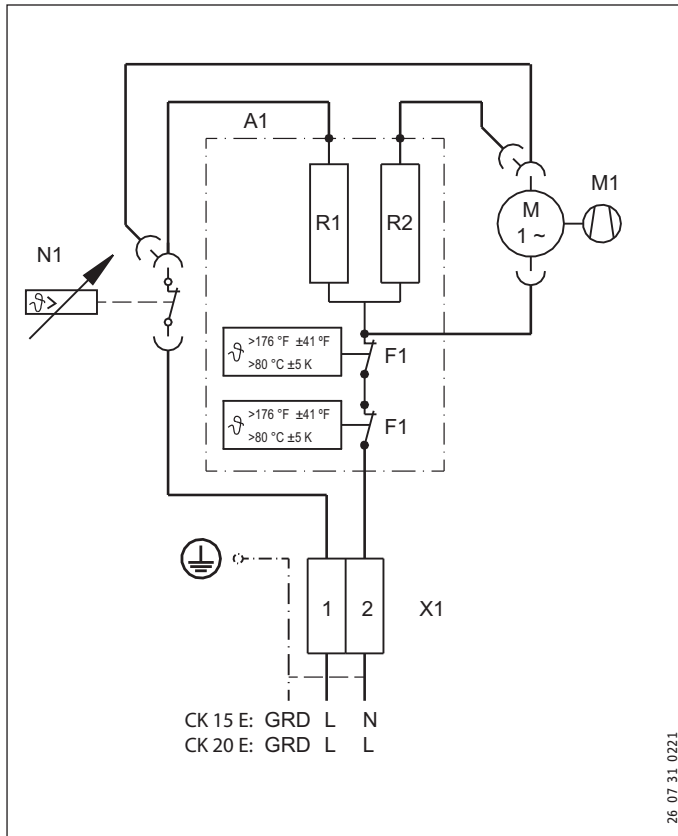 A1
M1
M
1 ~
R1
R2
N1
ϑ>
ϑ
>176 °F ±41 °F
>80 °C ±5 K
F1
ϑ
>176 °F ±41 °F
>80 °C ±5 K
F1
1
2
X1
CK 15 E: GRD L N
CK 20 E: GRD L L
26 07 31 0221